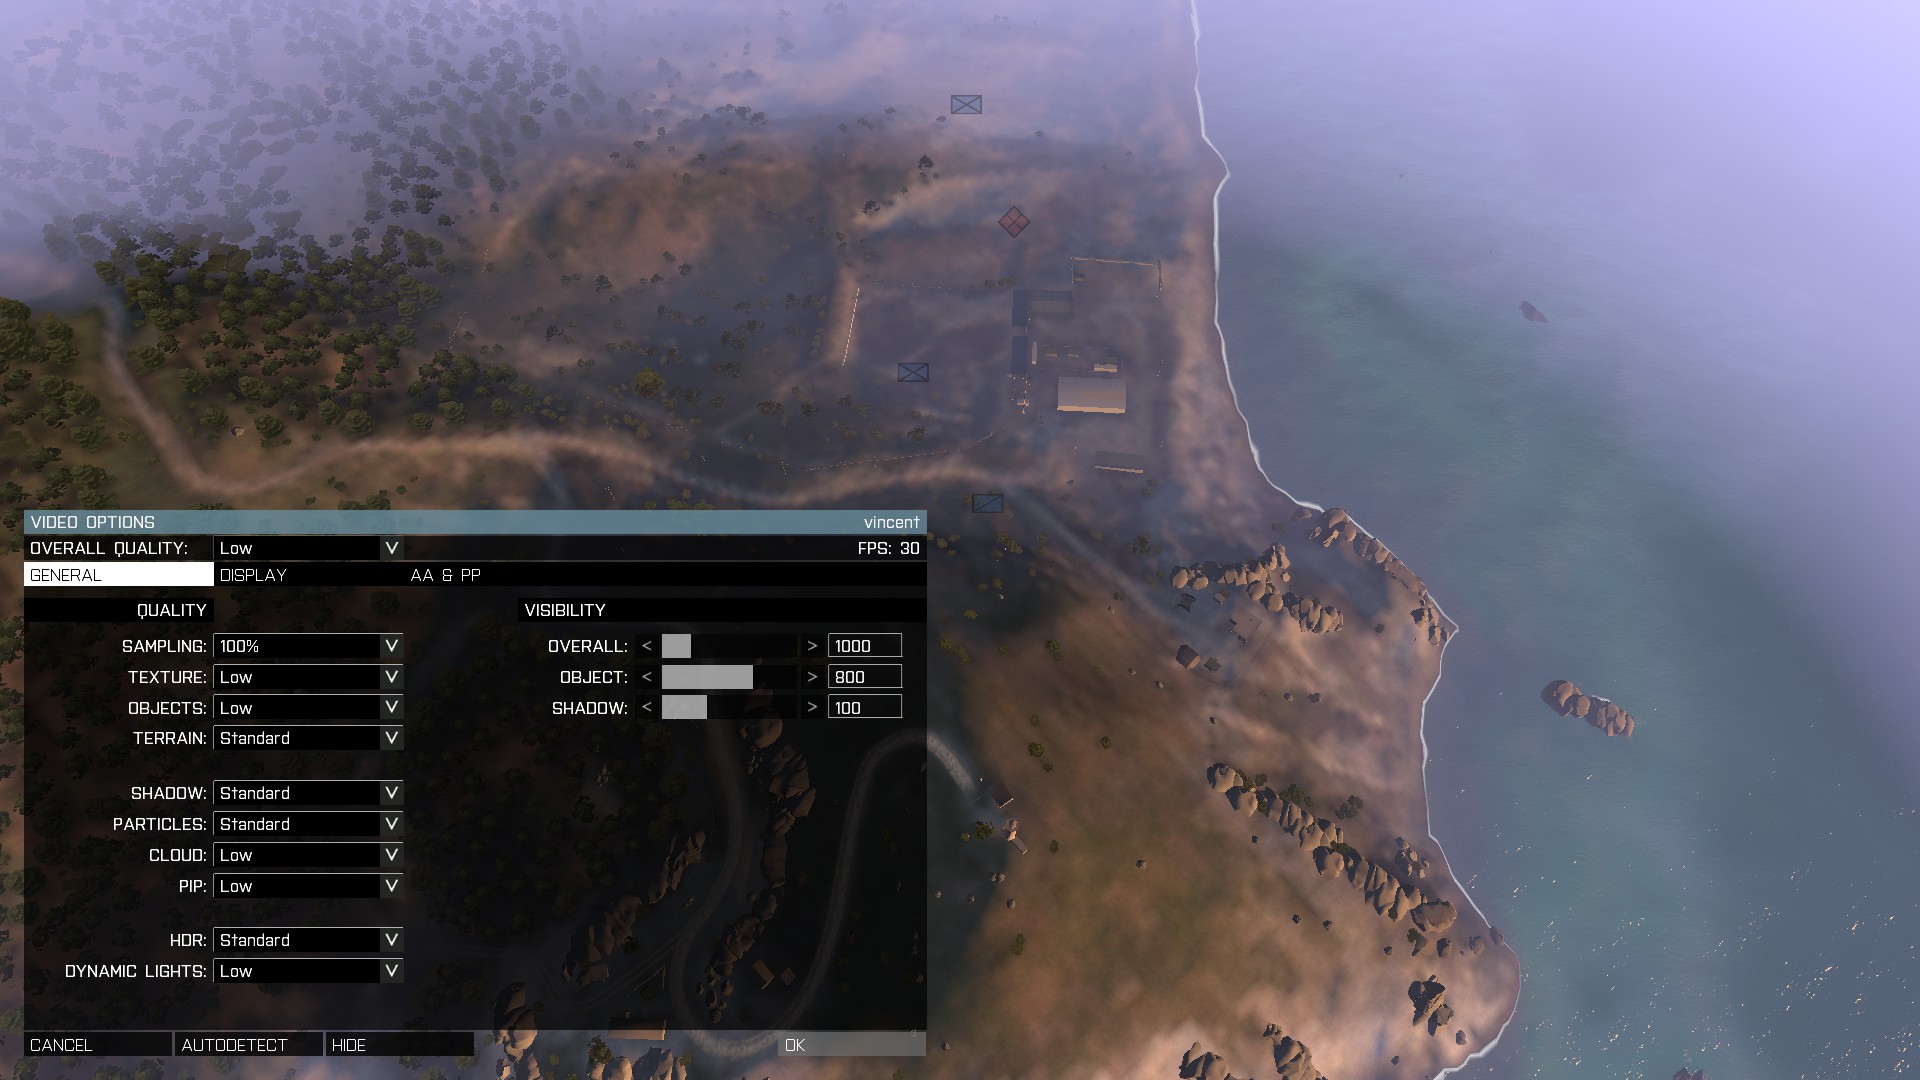 VIDEO OPTIONS vincent
OVERALL QUALITY: Low V FPS: 30
GENERAL DISPLAY AA & PP
QUALITY VISIBILITY
SAMPLING: 100% V OVERALL: < > 1000
TEXTURE: Low V OBJECT: < > 800
OBJECTS: Low V SHADOW: < > 100
TERRAIN: Standard V
SHADOW: Standard V
PARTICLES: Standard V
CLOUD: Low V
PIP: Low V
HDR: Standard V
DYNAMIC LIGHTS: Low V
CANCEL AUTODETECT HIDE OK